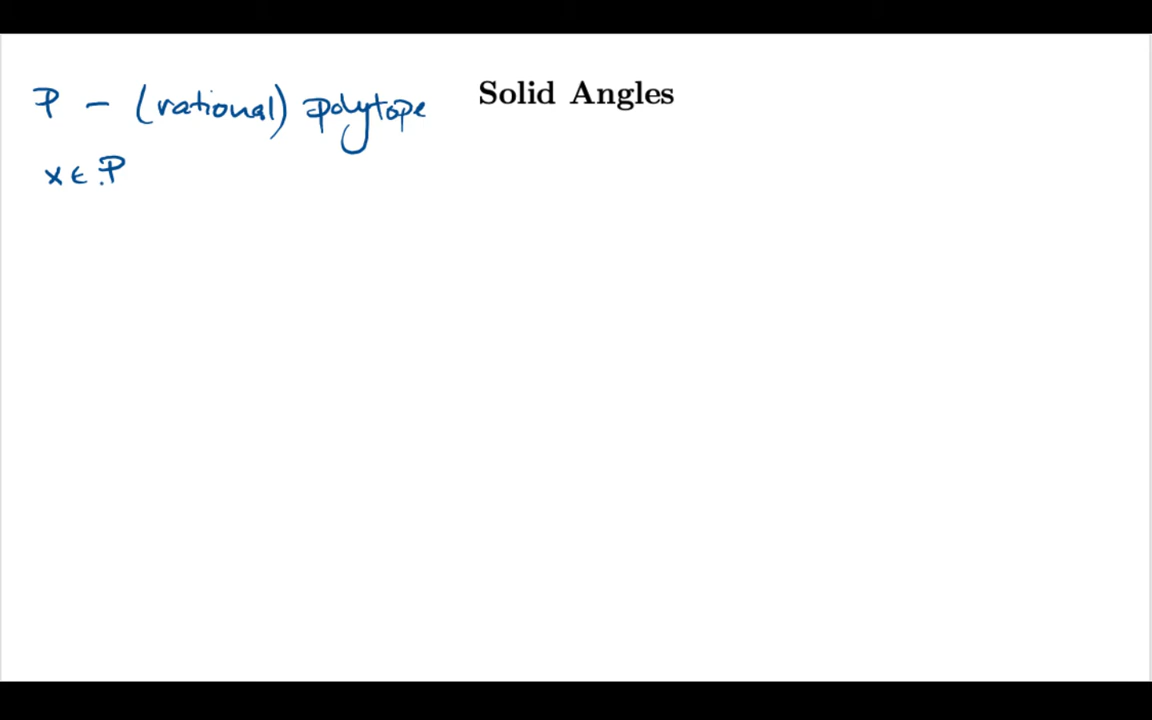 Solid Angles
P - (rational) polytope
x ∈ P